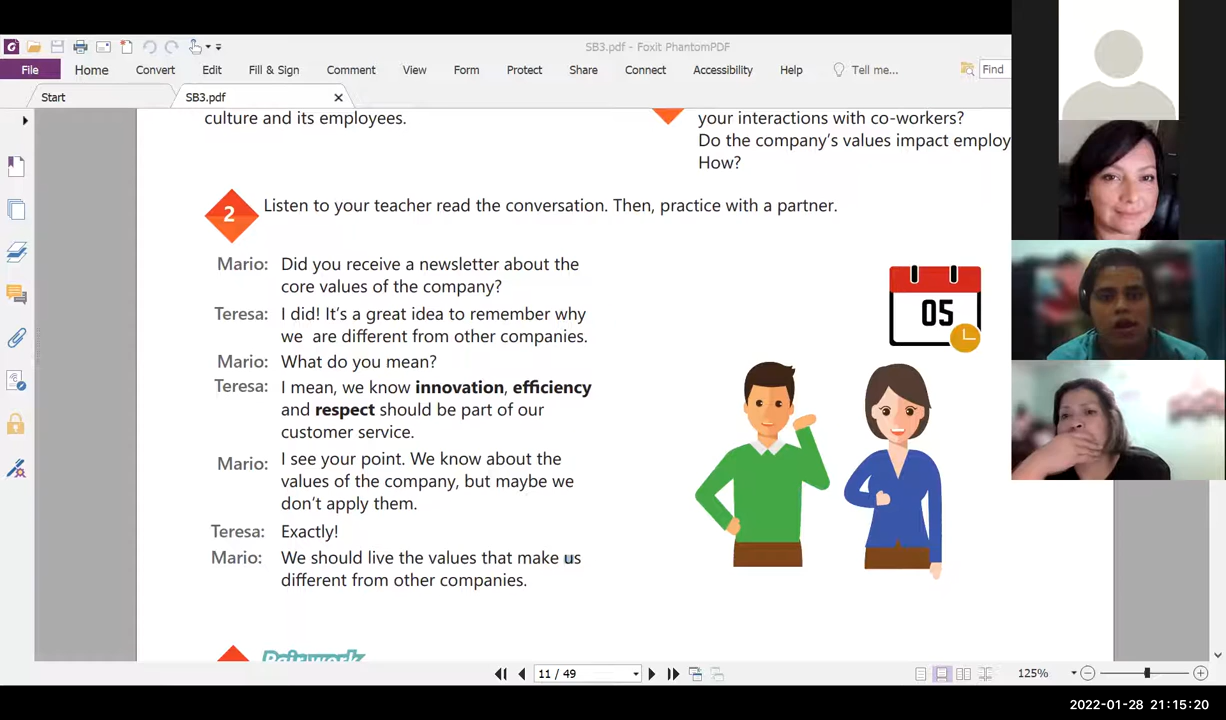 SB3.pdf - Foxit PhantomPDF
File Home Convert Edit Fill & Sign Comment View Form Protect Share Connect Accessibility Help Tell me... Find
Start SB3.pdf
culture and its employees.
your interactions with co-workers?
Do the company's values impact employ
How?
2 Listen to your teacher read the conversation. Then, practice with a partner.
Mario: Did you receive a newsletter about the
core values of the company?
Teresa: I did! It's a great idea to remember why
we are different from other companies.
Mario: What do you mean?
Teresa: I mean, we know innovation, efficiency
and respect should be part of our
customer service.
Mario: I see your point. We know about the
values of the company, but maybe we
don't apply them.
Teresa: Exactly!
Mario: We should live the values that make us
different from other companies.
05
Pair work
11 / 49
125%
2022-01-28 21:15:20